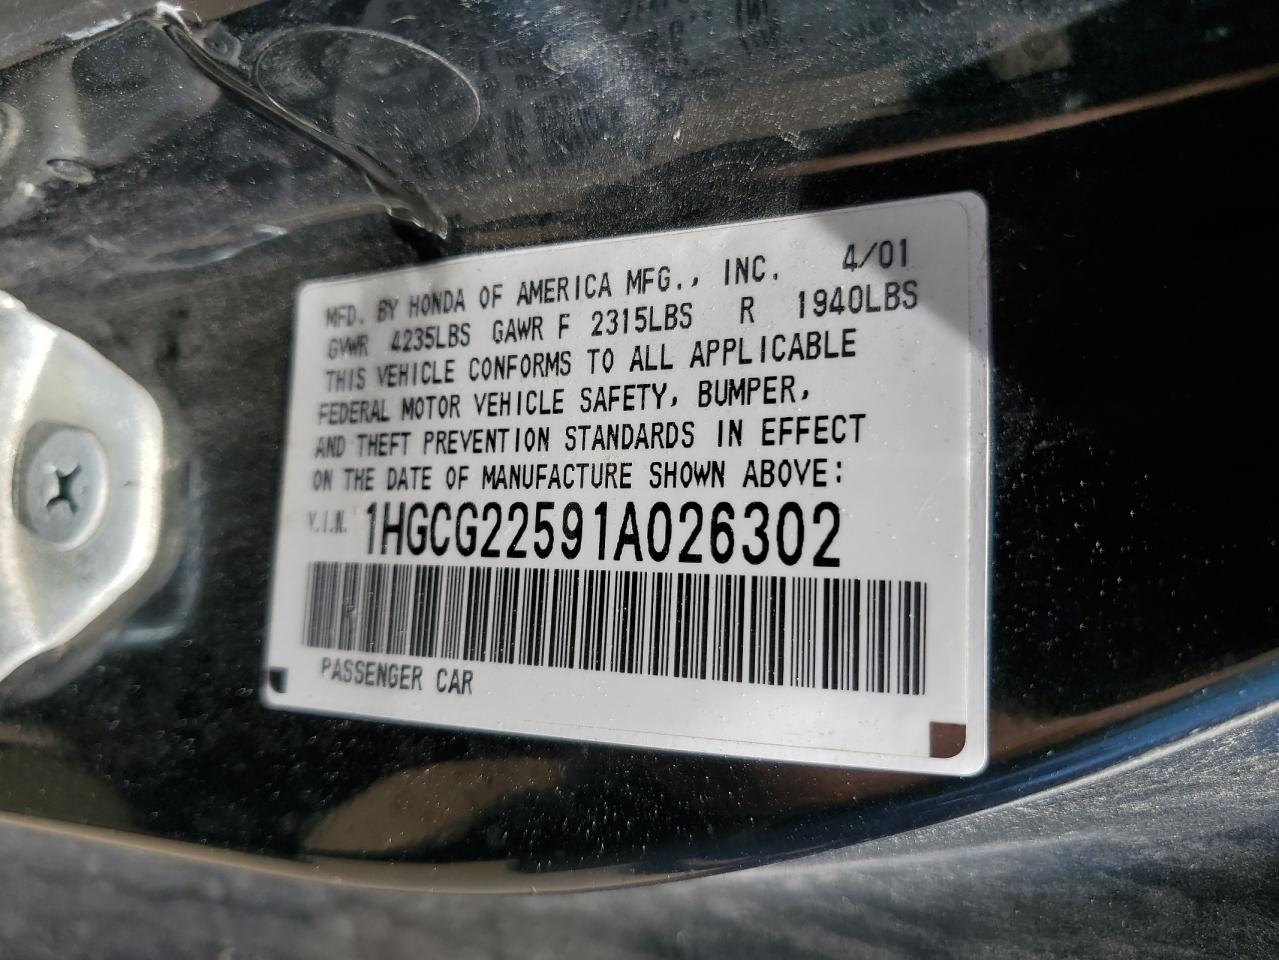 MFD. BY HONDA OF AMERICA MFG., INC. 4/01
GVWR 4235LBS GAWR F 2315LBS R 1940LBS
THIS VEHICLE CONFORMS TO ALL APPLICABLE
FEDERAL MOTOR VEHICLE SAFETY, BUMPER,
AND THEFT PREVENTION STANDARDS IN EFFECT
ON THE DATE OF MANUFACTURE SHOWN ABOVE:
V.I.N. 1HGCG22591A026302
PASSENGER CAR